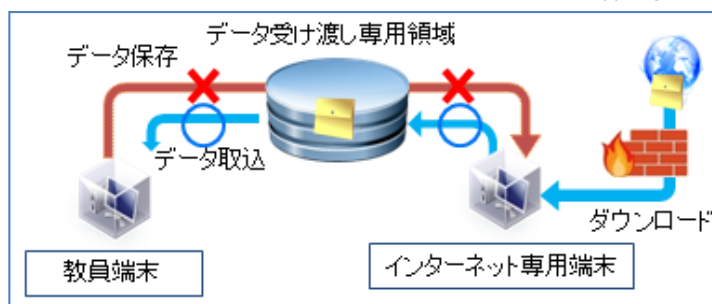 データ受け渡し専用領域
データ保存
データ取込
ダウンロード
教員端末
インターネット専用端末